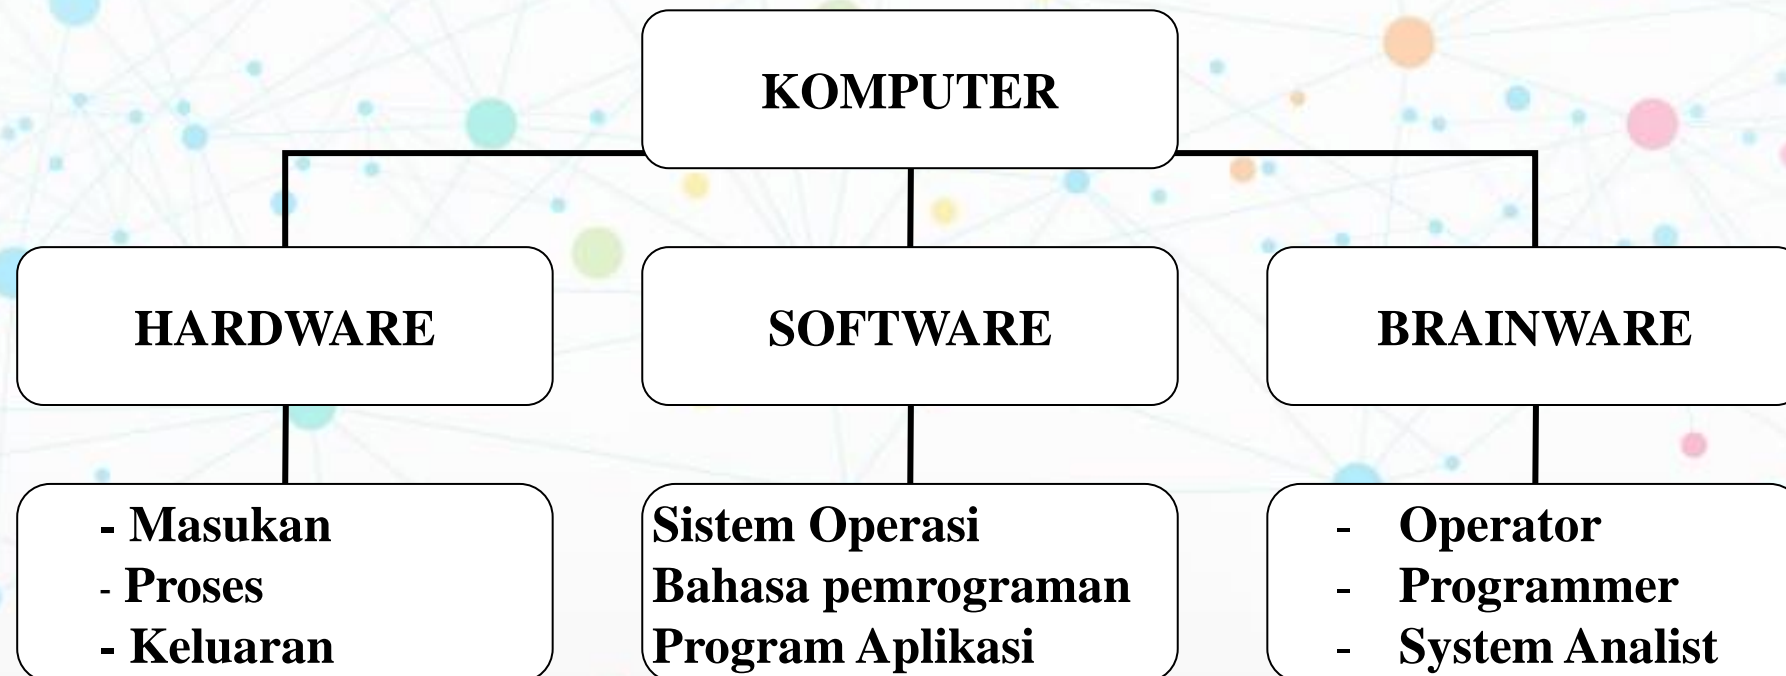 KOMPUTER
HARDWARE
SOFTWARE
BRAINWARE
- Masukan
- Proses
- Keluaran
Sistem Operasi
Bahasa pemrograman
Program Aplikasi
- Operator
- Programmer
- System Analist